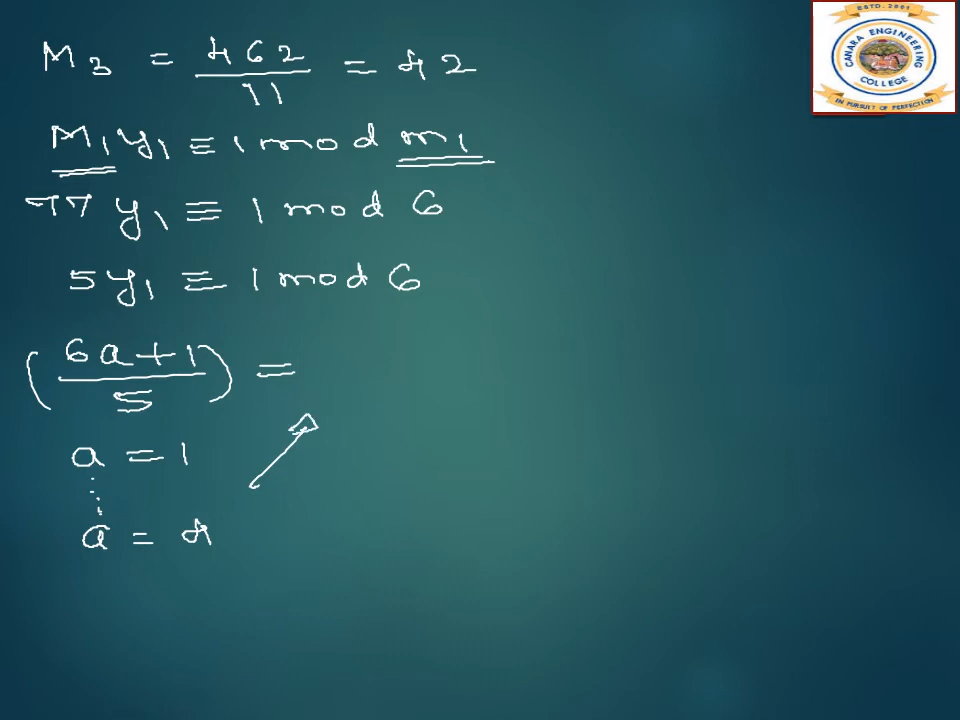 M3 = 462/11 = 42
M1y1 ≡ 1 mod m1
77 y1 ≡ 1 mod 6
5y1 ≡ 1 mod 6
(6a+1/5) =
a = 1
a = 4
ESTD. 2001
CANARA ENGINEERING COLLEGE
IN PURSUIT OF PERFECTION